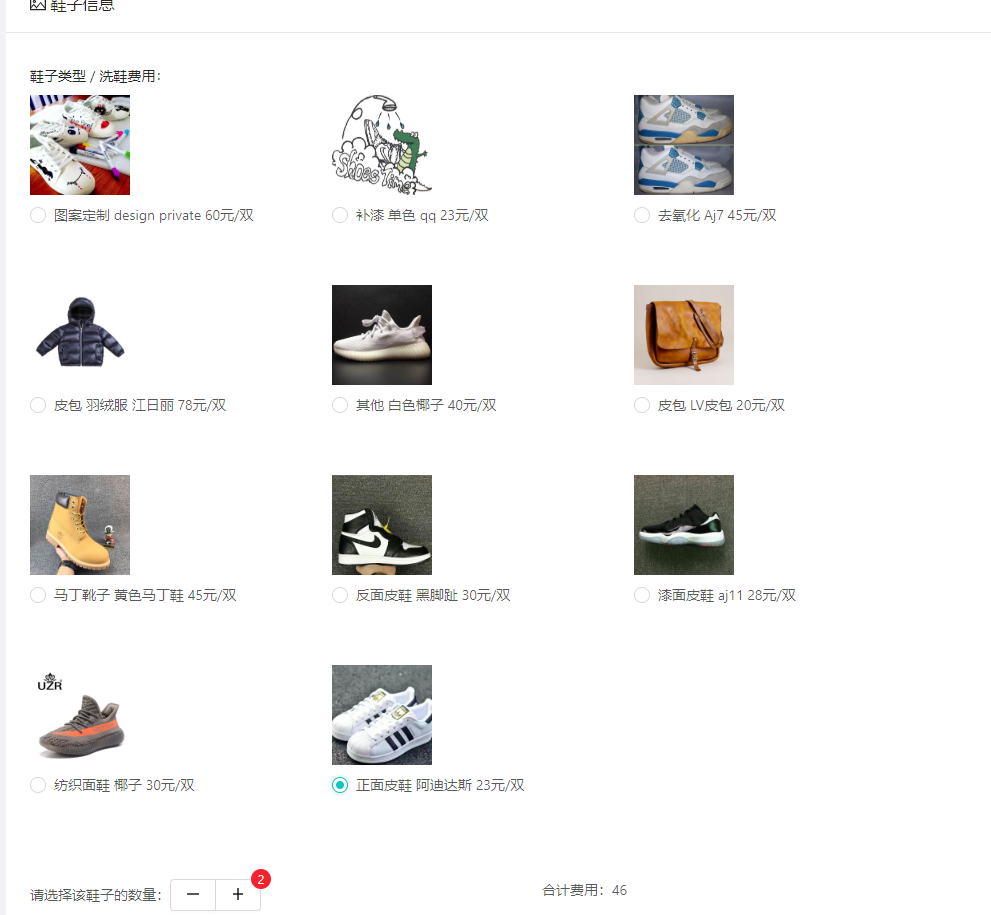 鞋子信息
鞋子类型 / 洗鞋费用:
Shoes Time
图案定制 design private 60元/双
补漆 单色 qq 23元/双
去氧化 Aj7 45元/双
皮包 羽绒服 江日丽 78元/双
其他 白色椰子 40元/双
皮包 LV皮包 20元/双
马丁靴子 黄色马丁鞋 45元/双
反面皮鞋 黑脚趾 30元/双
漆面皮鞋 aj11 28元/双
UZR
纺织面鞋 椰子 30元/双
正面皮鞋 阿迪达斯 23元/双
请选择该鞋子的数量:
2
合计费用: 46